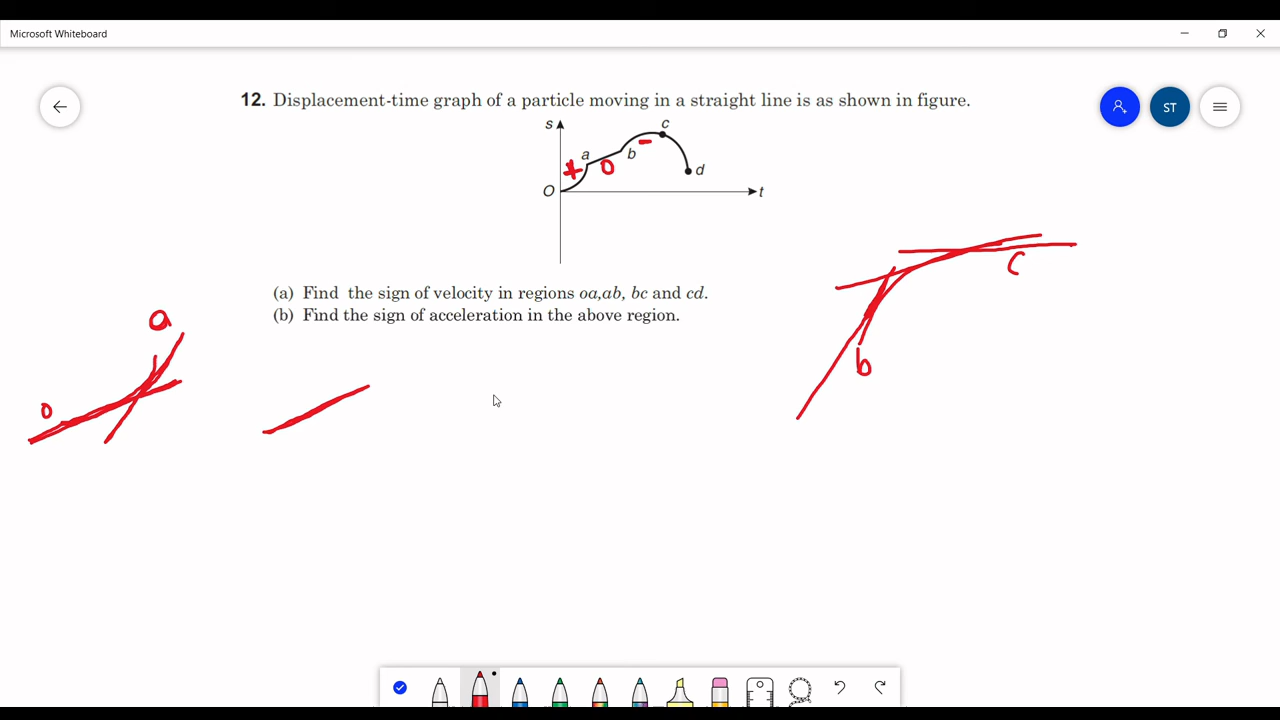 Microsoft Whiteboard
12. Displacement-time graph of a particle moving in a straight line is as shown in figure.
ST
s
c
a
b
+
0
-
d
O
t
(a) Find the sign of velocity in regions oa,ab, bc and cd.
(b) Find the sign of acceleration in the above region.
c
a
b
o